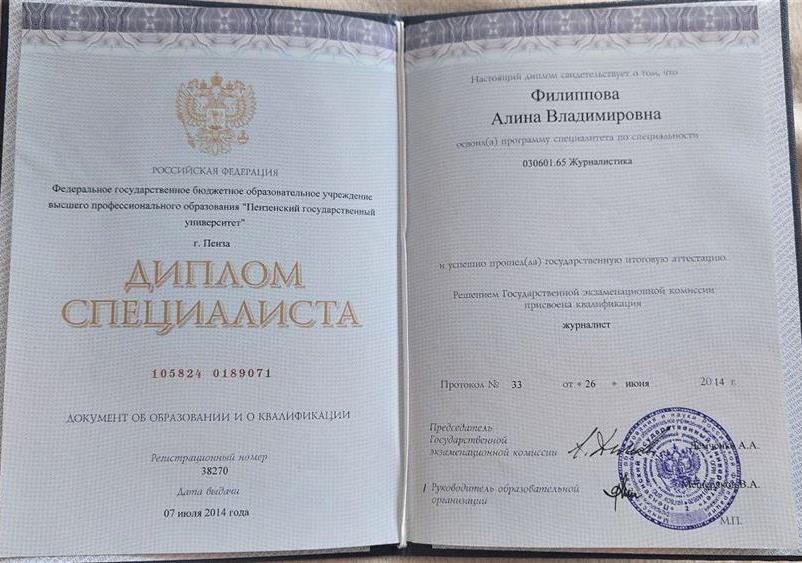 РОССИЙСКАЯ ФЕДЕРАЦИЯ
Федеральное государственное бюджетное образовательное учреждение
высшего профессионального образования "Пензенский государственный
университет"
г. Пенза
ДИПЛОМ
СПЕЦИАЛИСТА
105824 0189071
ДОКУМЕНТ ОБ ОБРАЗОВАНИИ И О КВАЛИФИКАЦИИ
Регистрационный номер
38270
Дата выдачи
07 июля 2014 года
Настоящий диплом свидетельствует о том, что
Филиппова
Алина Владимировна
освоил(а) программу специалитета по специальности
030601.65 Журналистика
и успешно прошел(ла) государственную итоговую аттестацию
Решением Государственной экзаменационной комиссии
присвоена квалификация
журналист
Протокол № 33 от « 26 » июня 2014 г.
Председатель
Государственной
экзаменационной комиссии
А.А.
Руководитель образовательной
организации
В.А.
М.П.